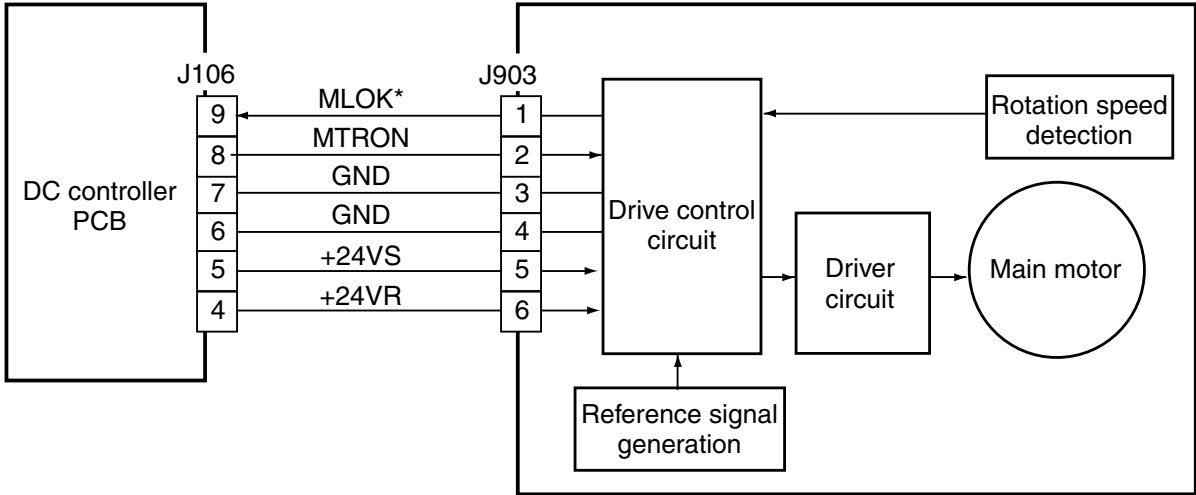 J106
J903
DC controller
PCB
9
MLOK*
1
8
MTRON
2
7
GND
3
6
GND
4
5
+24VS
5
4
+24VR
6
Drive control
circuit
Rotation speed
detection
Driver
circuit
Main motor
Reference signal
generation